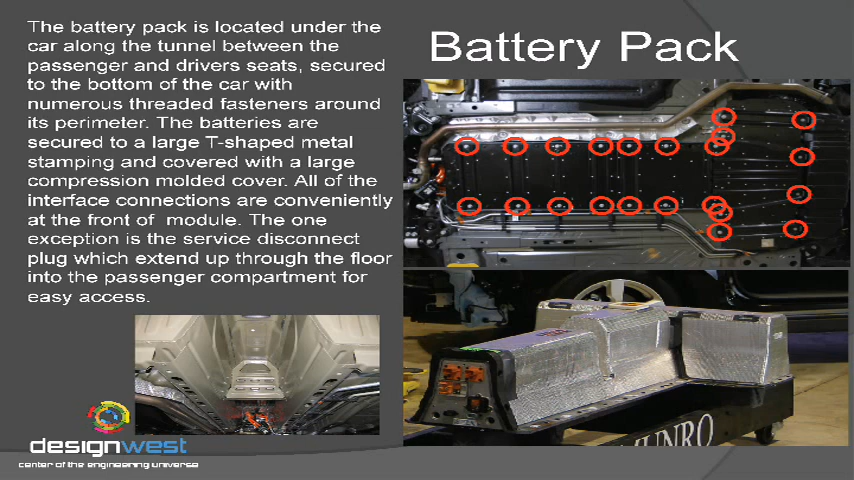 The battery pack is located under the
car along the tunnel between the
passenger and drivers seats, secured
to the bottom of the car with
numerous threaded fasteners around
its perimeter. The batteries are
secured to a large T-shaped metal
stamping and covered with a large
compression molded cover. All of the
interface connections are conveniently
at the front of  module. The one
exception is the service disconnect
plug which extend up through the floor
into the passenger compartment for
easy access.
Battery Pack
MUNRO
designwest
center of the engineering universe